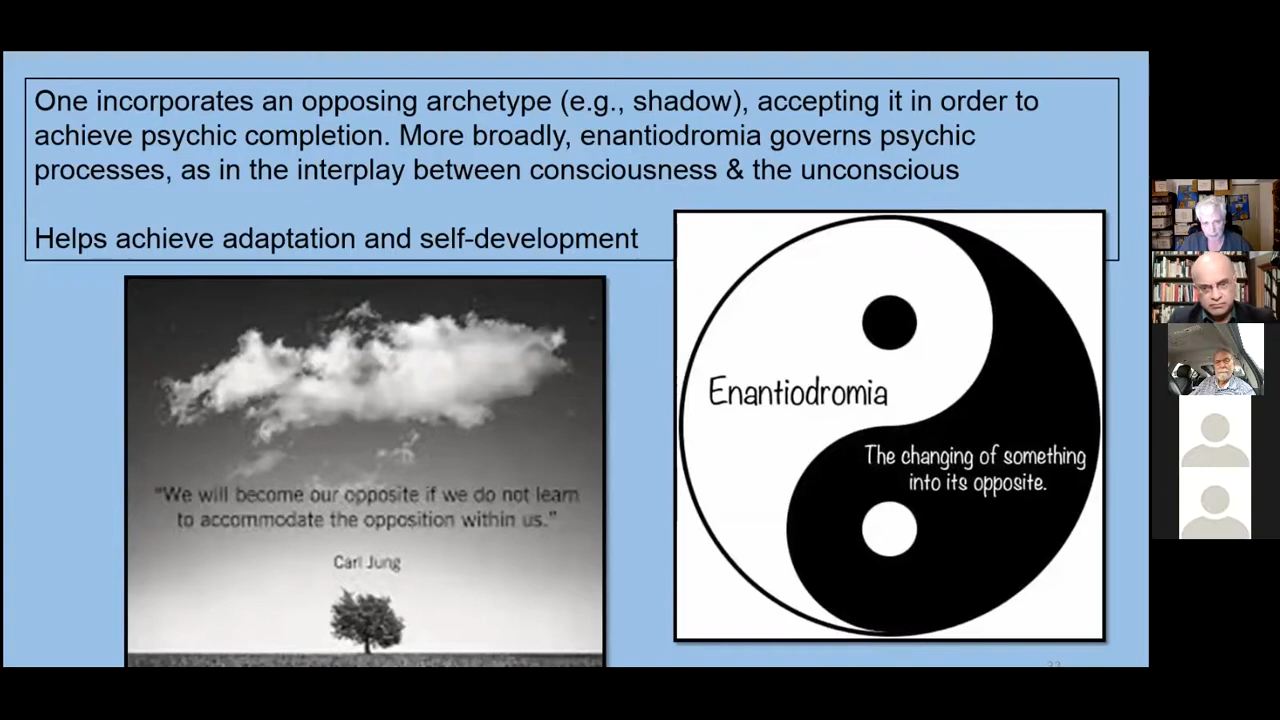 One incorporates an opposing archetype (e.g., shadow), accepting it in order to
achieve psychic completion. More broadly, enantiodromia governs psychic
processes, as in the interplay between consciousness & the unconscious
Helps achieve adaptation and self-development
"We will become our opposite if we do not learn
to accommodate the opposition within us."
Carl Jung
Enantiodromia
The changing of something
into its opposite.